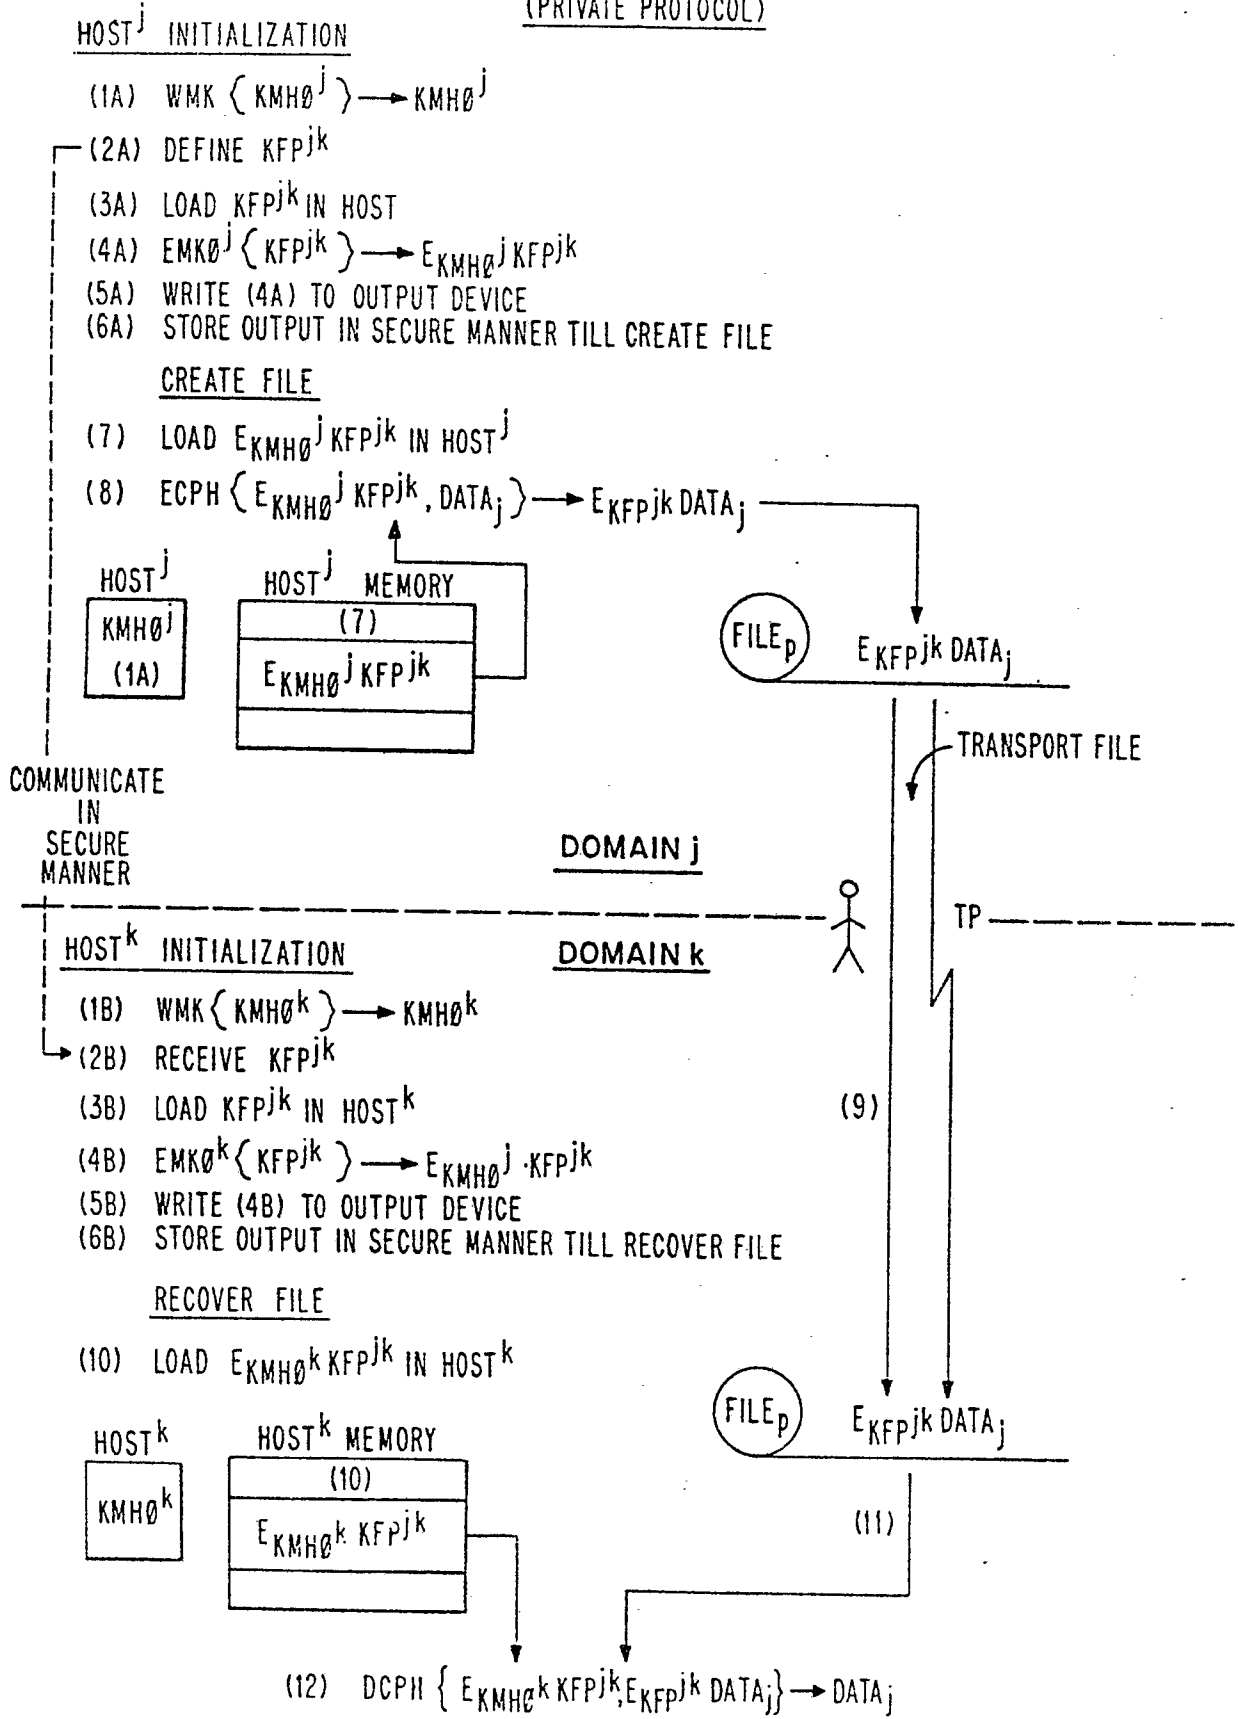 (PRIVATE PROTOCOL)
HOST^j INITIALIZATION
(1A) WMK { KMHØ^j } → KMHØ^j
(2A) DEFINE KFP^jk
(3A) LOAD KFP^jk IN HOST
(4A) EMKØ^j { KFP^jk } → E_KMHØ^j KFP^jk
(5A) WRITE (4A) TO OUTPUT DEVICE
(6A) STORE OUTPUT IN SECURE MANNER TILL CREATE FILE
CREATE FILE
(7) LOAD E_KMHØ^j KFP^jk IN HOST^j
(8) ECPH { E_KMHØ^j KFP^jk , DATA_j } → E_KFP^jk DATA_j
HOST^j
KMHØ^j
(1A)
HOST^j MEMORY
(7)
E_KMHØ^j KFP^jk
FILE_p
E_KFP^jk DATA_j
TRANSPORT FILE
COMMUNICATE
IN
SECURE
MANNER
DOMAIN j
TP
DOMAIN k
HOST^k INITIALIZATION
(1B) WMK { KMHØ^k } → KMHØ^k
(2B) RECEIVE KFP^jk
(3B) LOAD KFP^jk IN HOST^k
(9)
(4B) EMKØ^k { KFP^jk } → E_KMHØ^j ·KFP^jk
(5B) WRITE (4B) TO OUTPUT DEVICE
(6B) STORE OUTPUT IN SECURE MANNER TILL RECOVER FILE
RECOVER FILE
(10) LOAD E_KMHØ^k KFP^jk IN HOST^k
HOST^k
KMHØ^k
HOST^k MEMORY
(10)
E_KMHØ^k KFP^jk
FILE_p
E_KFP^jk DATA_j
(11)
(12) DCPH { E_KMHØ^k KFP^jk, E_KFP^jk DATA_j } → DATA_j